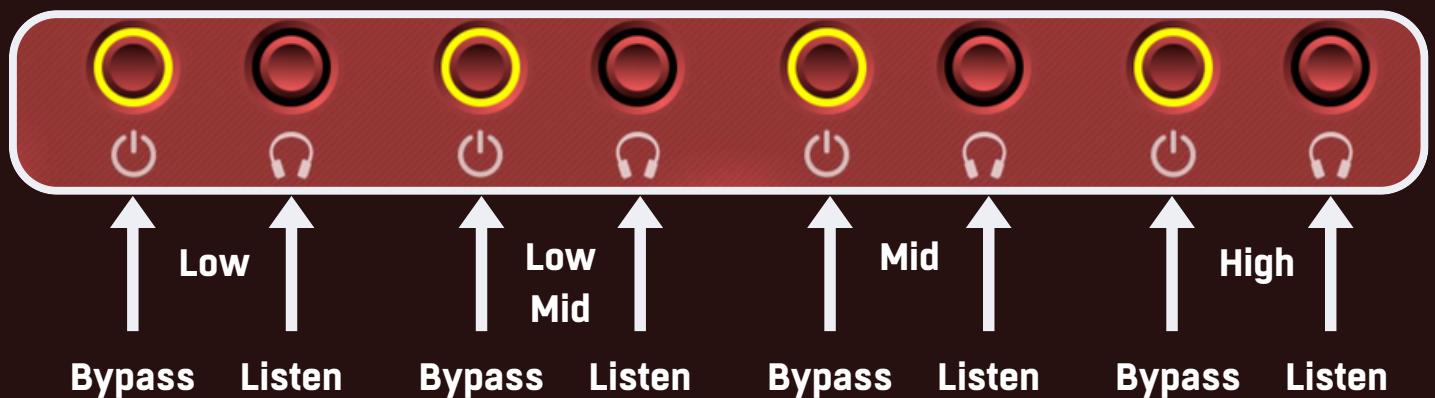 Low
Low
Mid
Mid
High
Bypass Listen Bypass Listen Bypass Listen Bypass Listen